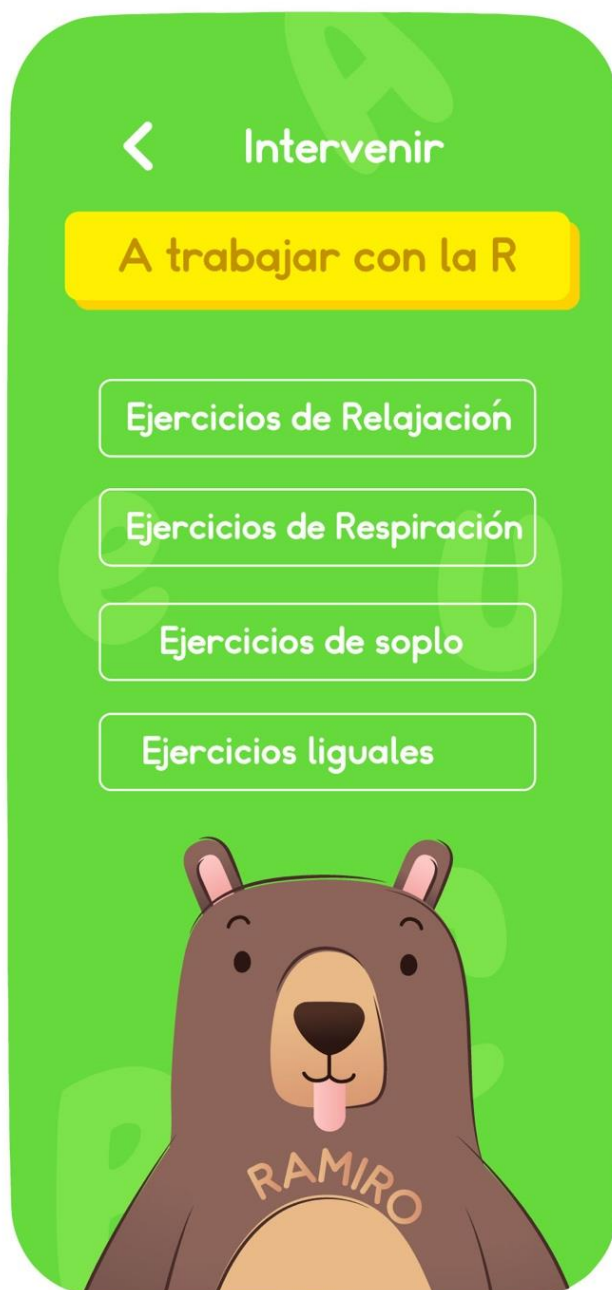 Intervenir
A trabajar con la R
Ejercicios de Relajación
Ejercicios de Respiración
Ejercicios de soplo
Ejercicios liguales
RAMIRO